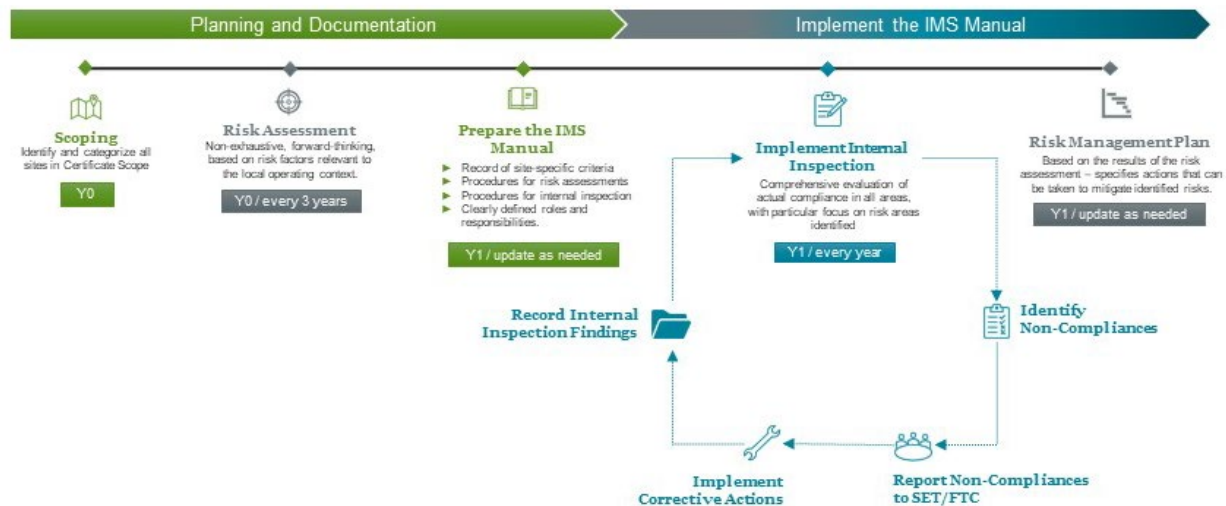 Planning and Documentation
Implement the IMS Manual
Scoping
Identify and categorize all
sites in Certificate Scope
Y0
Risk Assessment
Non-exhaustive, forward-thinking,
based on risk factors relevant to
the local operating context.
Y0 / every 3 years
Prepare the IMS
Manual
► Record of site-specific criteria
► Procedures for risk assessments
► Procedures for internal inspection
► Clearly defined roles and
responsibilities.
Y1 / update as needed
Implement Internal
Inspection
Comprehensive evaluation of
actual compliance in all areas,
with particular focus on risk areas
identified
Y1 / every year
Risk Management Plan
Based on the results of the risk
assessment – specifies actions that can
be taken to mitigate identified risks.
Y1 / update as needed
Record Internal
Inspection Findings
Identify
Non-Compliances
Implement
Corrective Actions
Report Non-Compliances
to SET/FTC